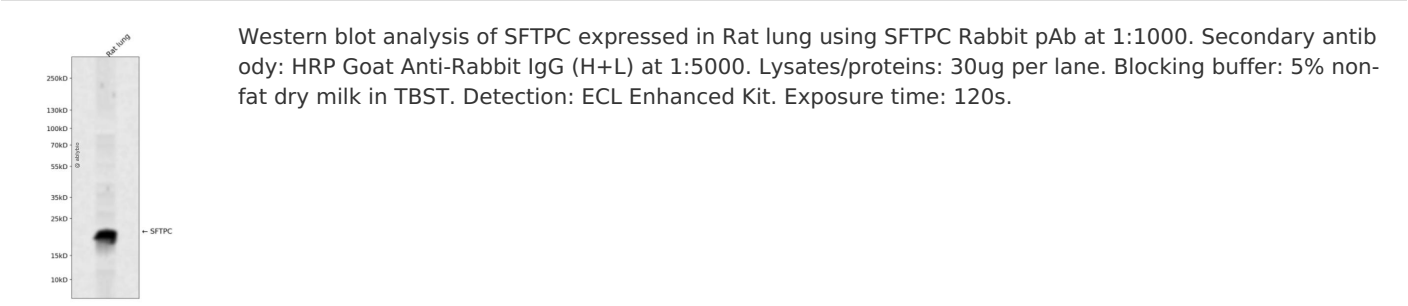 Rat lung
Western blot analysis of SFTPC expressed in Rat lung using SFTPC Rabbit pAb at 1:1000. Secondary antib
ody: HRP Goat Anti-Rabbit IgG (H+L) at 1:5000. Lysates/proteins: 30ug per lane. Blocking buffer: 5% non-
fat dry milk in TBST. Detection: ECL Enhanced Kit. Exposure time: 120s.
250kD
130kD
100kD
70kD
55kD
@ ablybio
35kD
25kD
← SFTPC
15kD
10kD